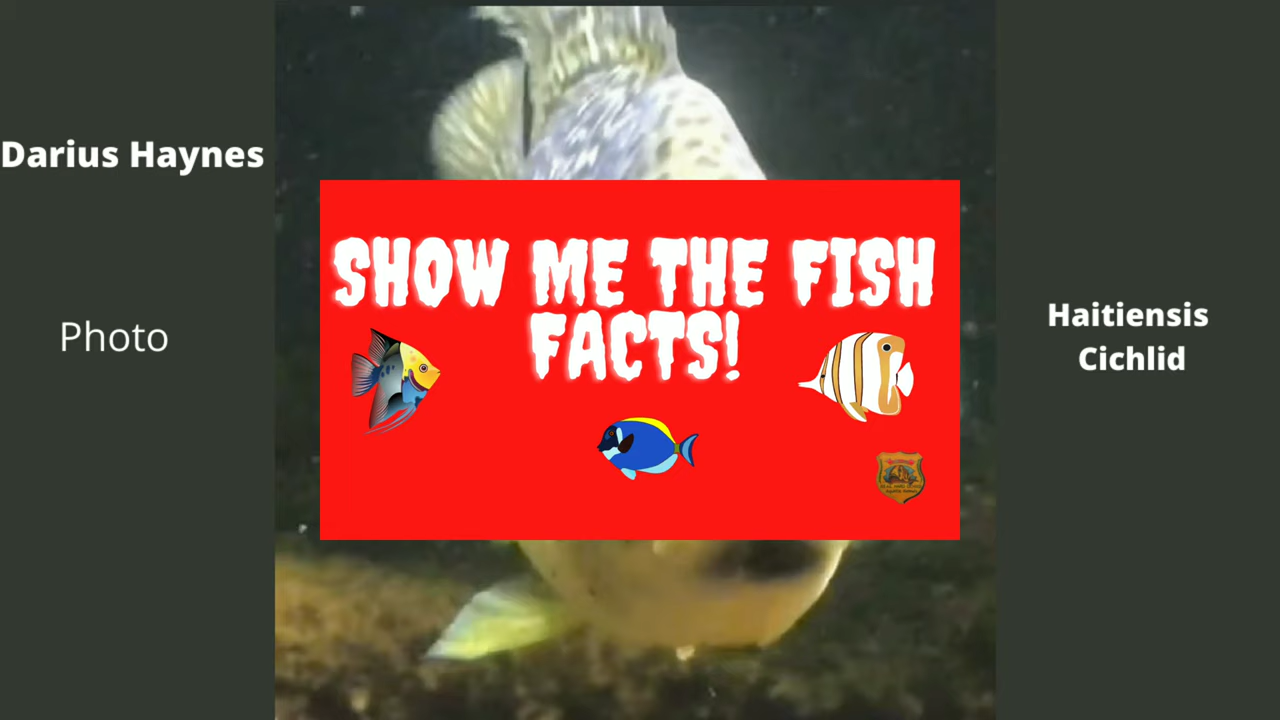 Darius Haynes
Photo
SHOW ME THE FISH
FACTS!
Haitiensis
Cichlid